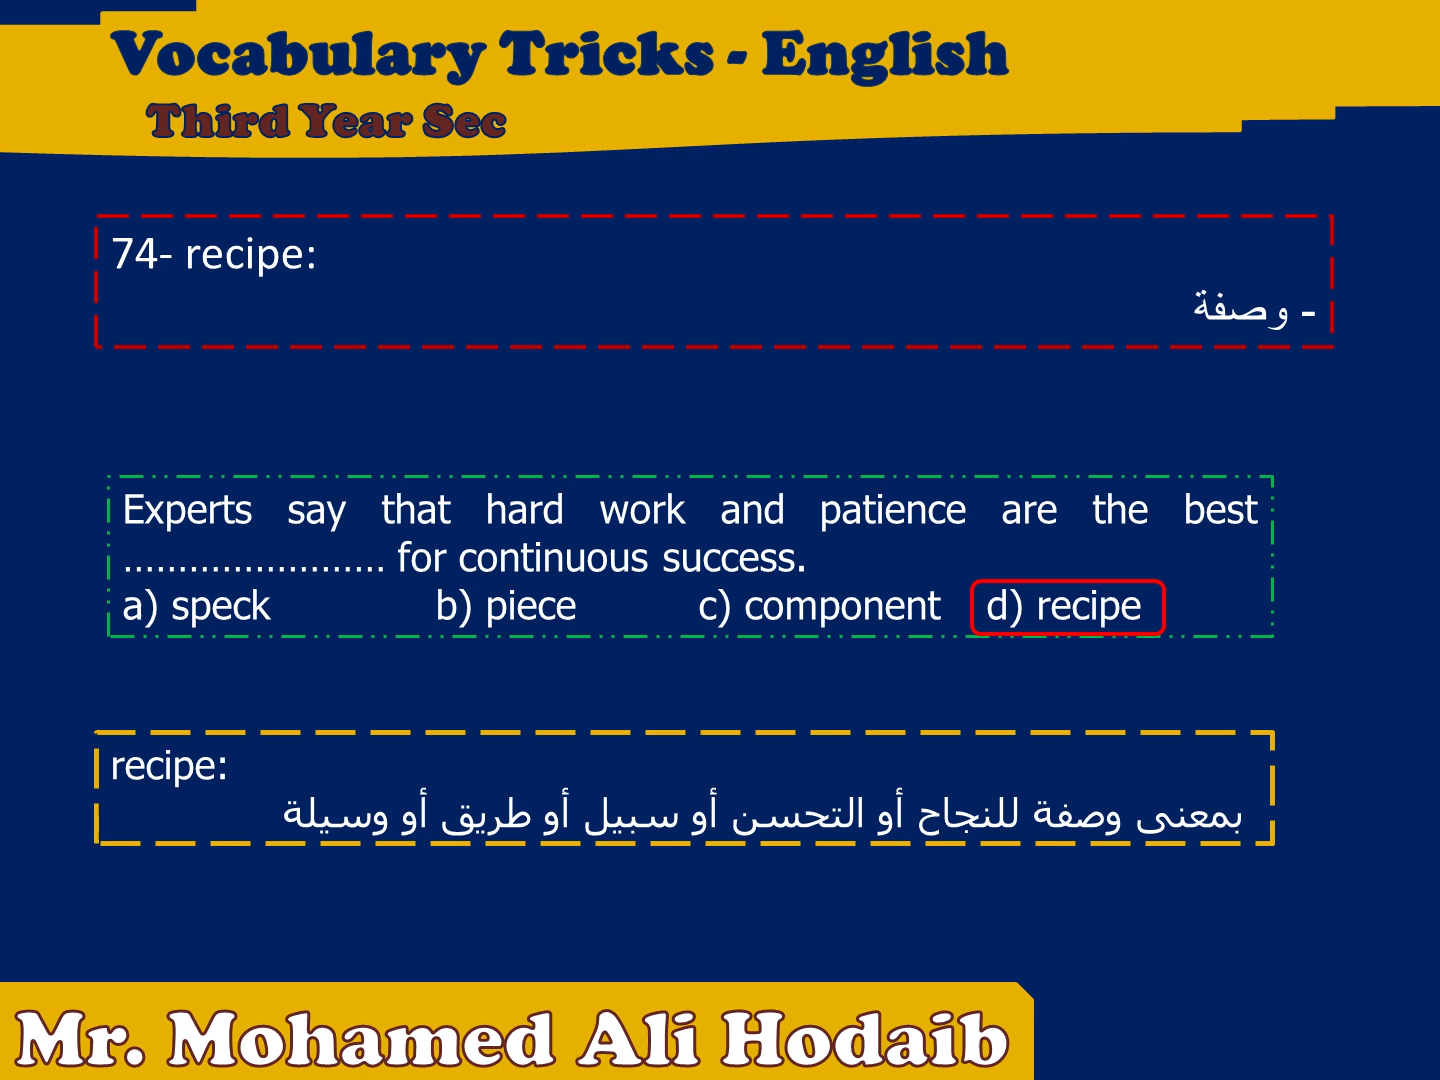 Vocabulary Tricks - English
Third Year Sec
74- recipe:
- وصفة
Experts say that hard work and patience are the best
........................ for continuous success.
a) speck b) piece c) component d) recipe
recipe:
بمعنى وصفة للنجاح أو التحسن أو سبيل أو طريق أو وسيلة
Mr. Mohamed Ali Hodaib